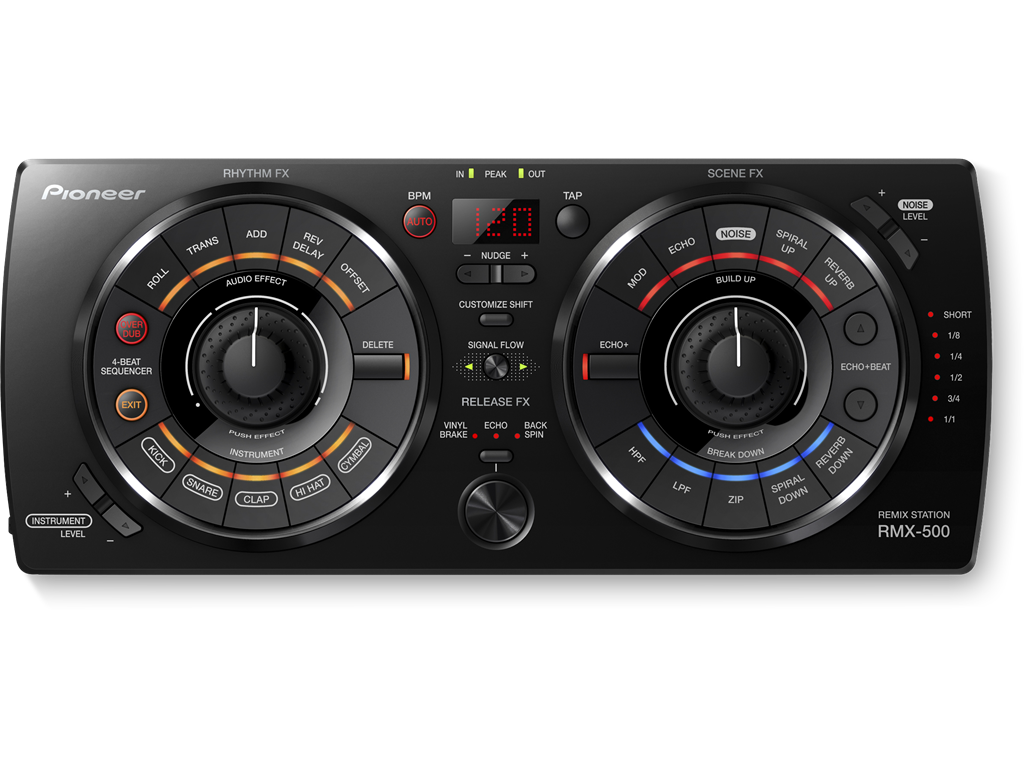 Pioneer
RHYTHM FX
IN
PEAK
OUT
SCENE FX
BPM
AUTO
120
TAP
− NUDGE +
CUSTOMIZE SHIFT
SIGNAL FLOW
RELEASE FX
VINYL
BRAKE
ECHO
BACK
SPIN
ROLL
TRANS
ADD
REV
DELAY
OFFSET
AUDIO EFFECT
OVER
DUB
4-BEAT
SEQUENCER
EXIT
DELETE
PUSH EFFECT
INSTRUMENT
KICK
SNARE
CLAP
HI HAT
CYMBAL
+
INSTRUMENT
LEVEL
−
MOD
ECHO
NOISE
SPIRAL
UP
REVERB
UP
BUILD UP
ECHO+
ECHO+BEAT
PUSH EFFECT
BREAK DOWN
HPF
LPF
ZIP
SPIRAL
DOWN
REVERB
DOWN
+
NOISE
LEVEL
−
SHORT
1/8
1/4
1/2
3/4
1/1
REMIX STATION
RMX-500